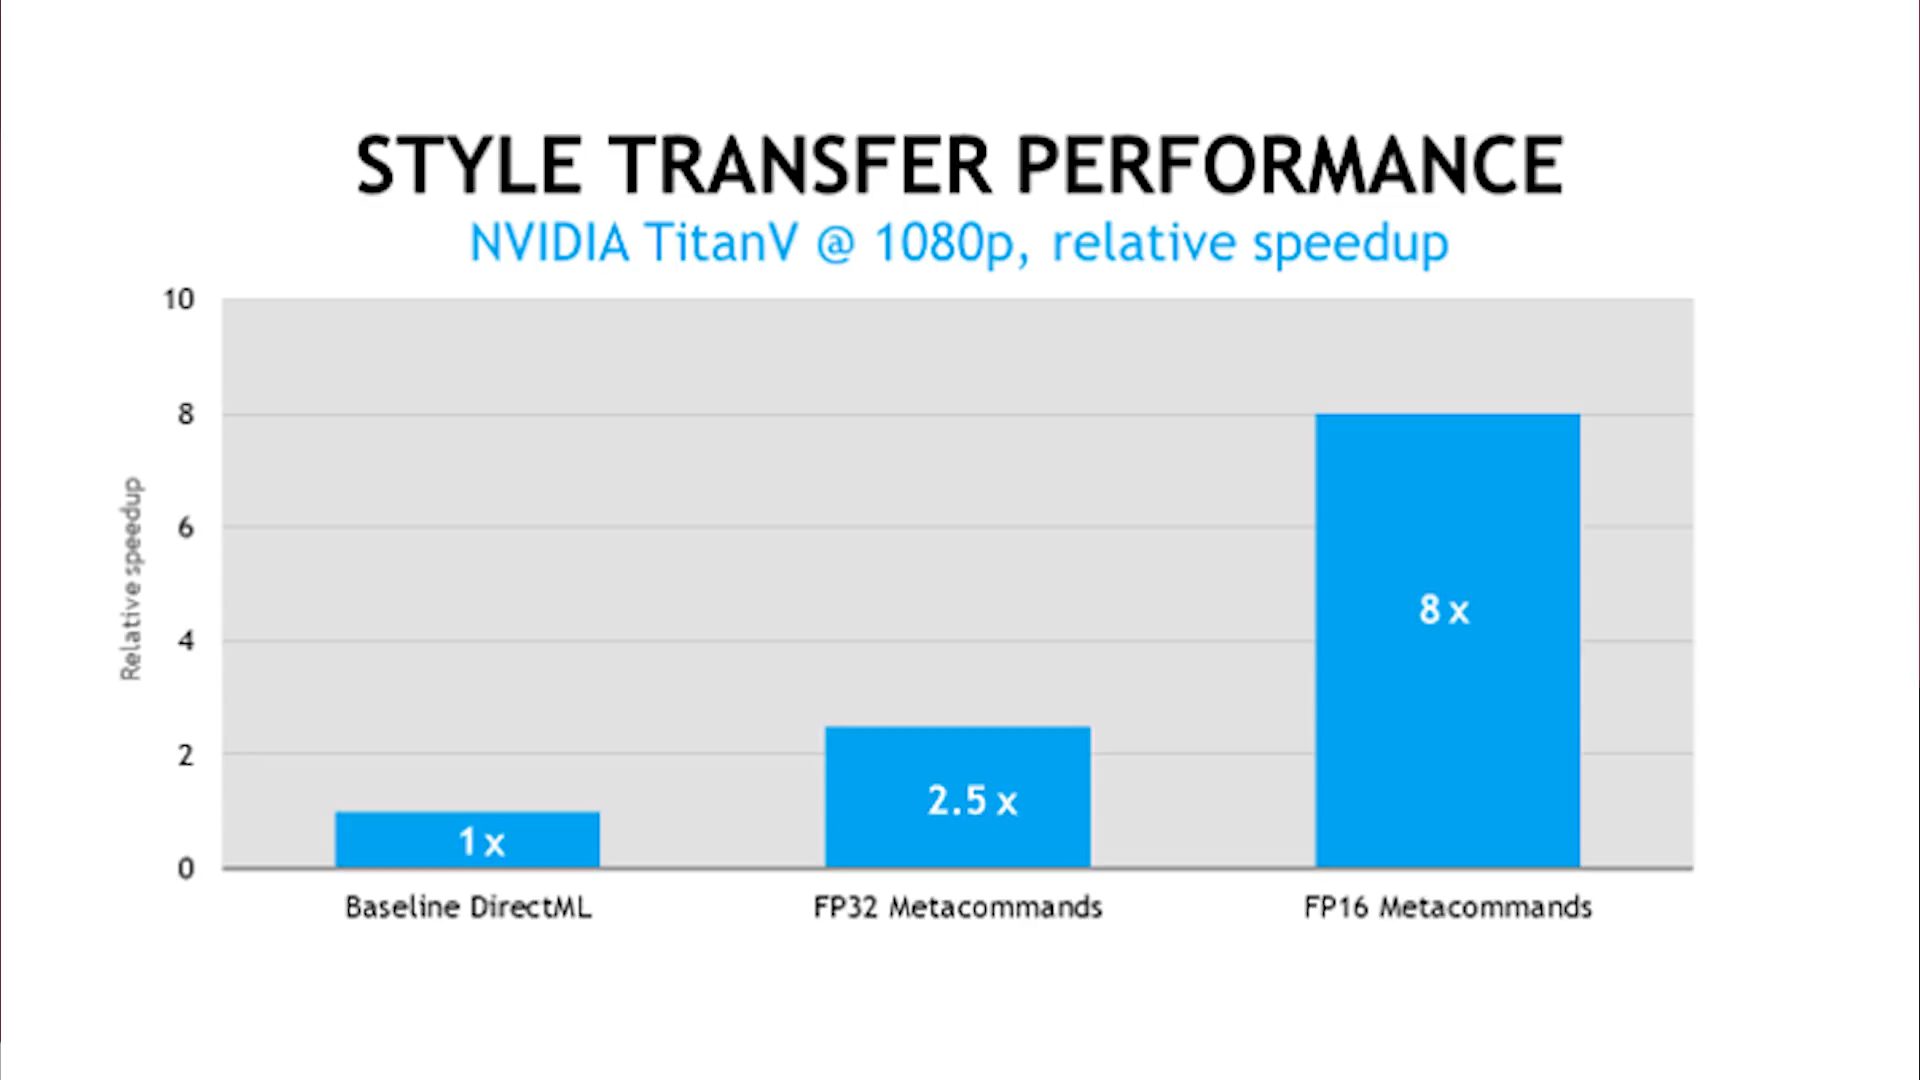 STYLE TRANSFER PERFORMANCE
NVIDIA TitanV @ 1080p, relative speedup
10
8
6
4
2
0
Relative speedup
1 x
2.5 x
8 x
Baseline DirectML
FP32 Metacommands
FP16 Metacommands